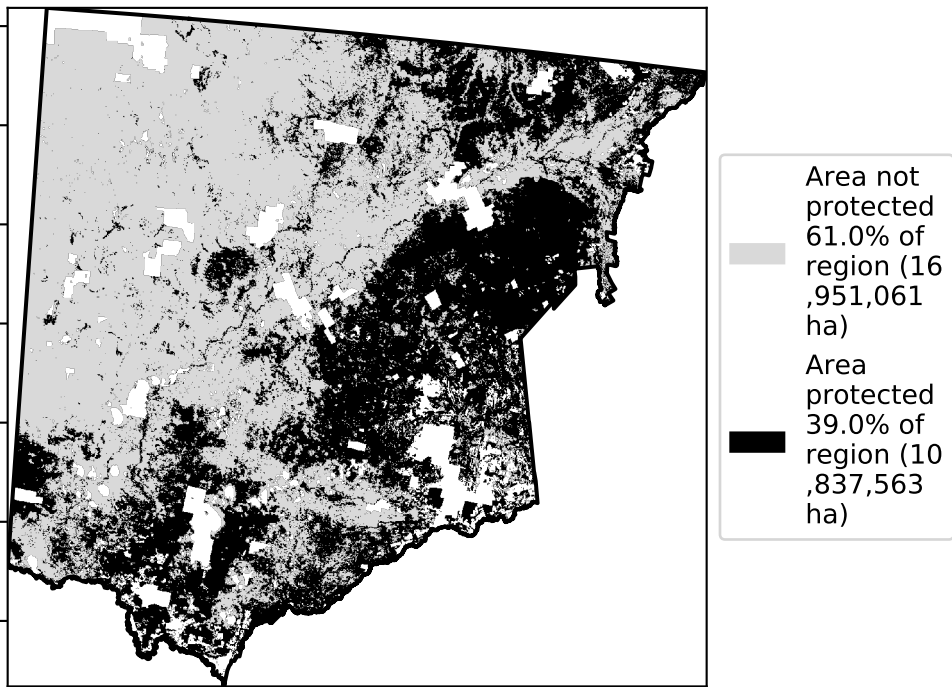 Area not
protected
61.0% of
region (16
,951,061
ha)
Area
protected
39.0% of
region (10
,837,563
ha)